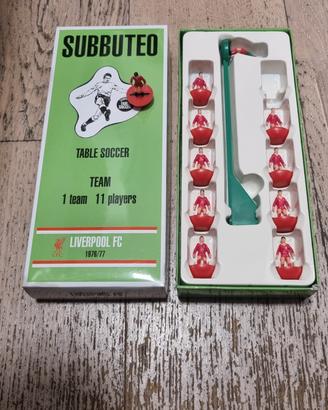 SUBBUTEO
TABLE SOCCER
TEAM
1 team 11 players
LIVERPOOL FC
1976/77